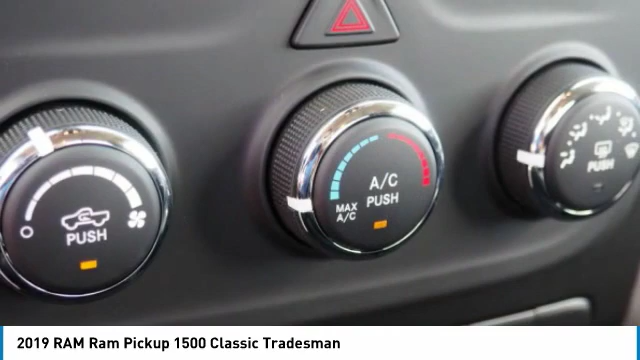 PUSH
MAX
A/C
A/C
PUSH
PUSH
2019 RAM Ram Pickup 1500 Classic Tradesman